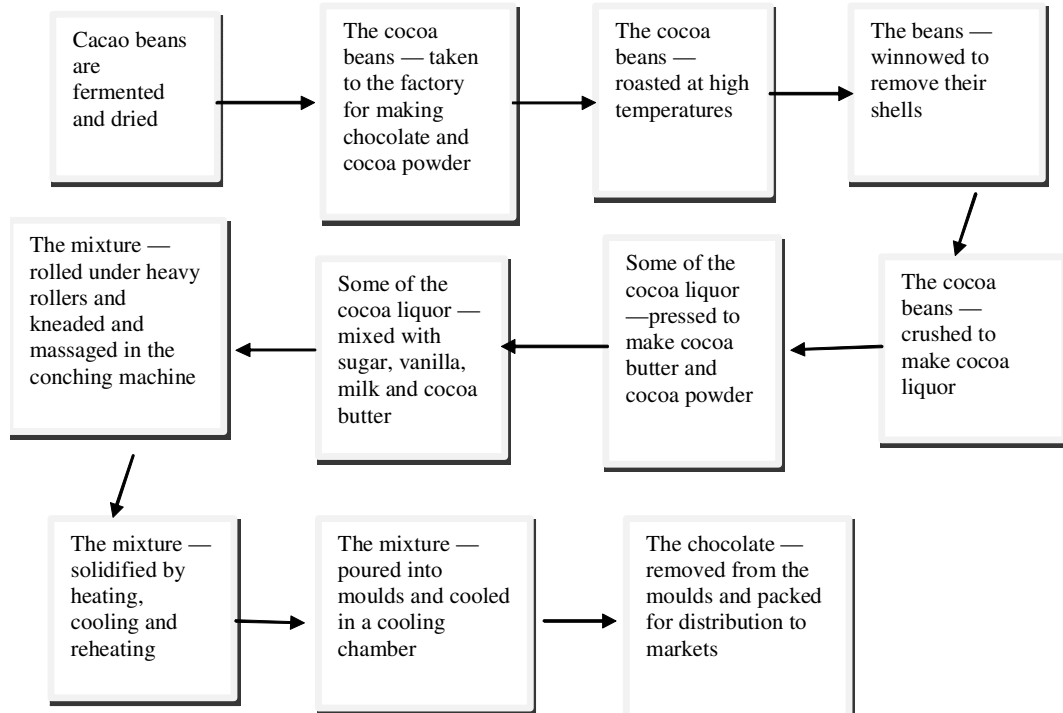 Cacao beans
are
fermented
and dried
The cocoa
beans — taken
to the factory
for making
chocolate and
cocoa powder
The cocoa
beans —
roasted at high
temperatures
The beans —
winnowed to
remove their
shells
The cocoa
beans —
crushed to
make cocoa
liquor
Some of the
cocoa liquor
—pressed to
make cocoa
butter and
cocoa powder
Some of the
cocoa liquor —
mixed with
sugar, vanilla,
milk and cocoa
butter
The mixture —
rolled under heavy
rollers and
kneaded and
massaged in the
conching machine
The mixture —
solidified by
heating,
cooling and
reheating
The mixture —
poured into
moulds and cooled
in a cooling
chamber
The chocolate —
removed from the
moulds and packed
for distribution to
markets